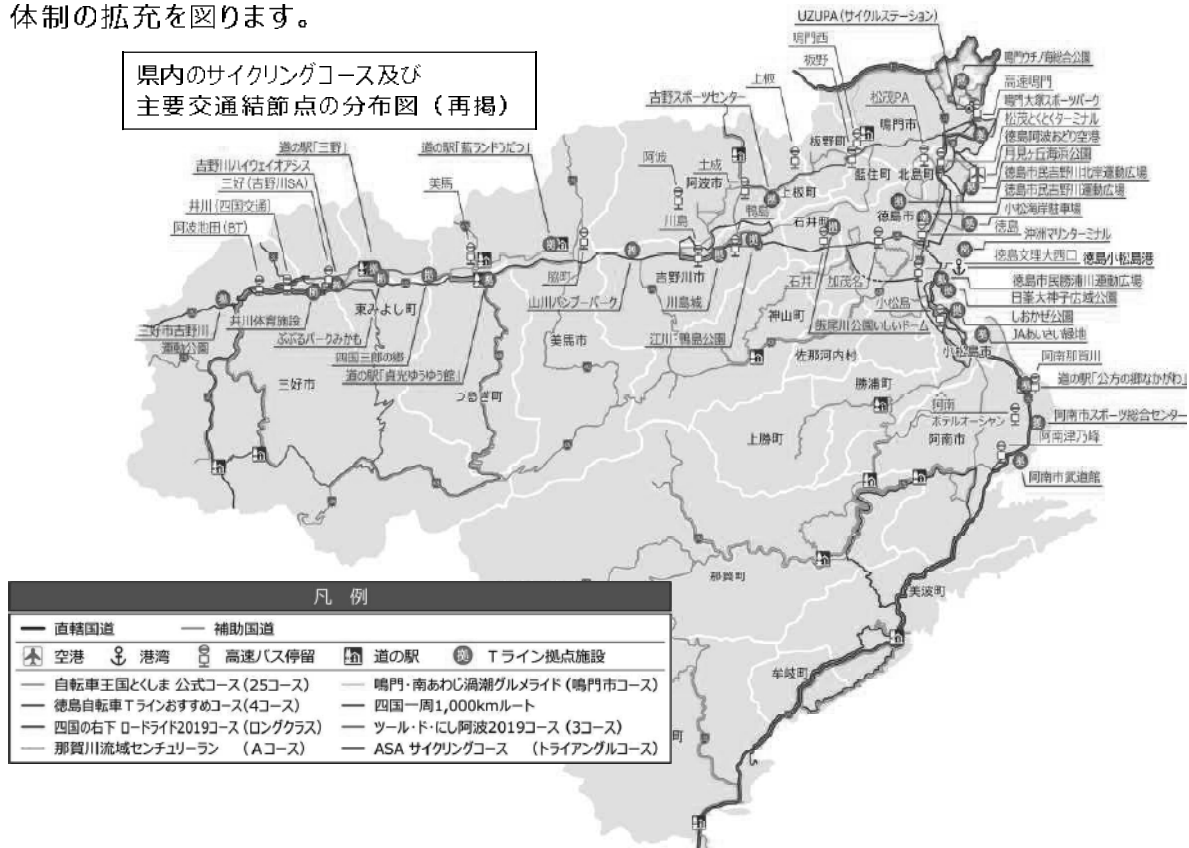 体制の拡充を図ります。
県内のサイクリングコース及び
主要交通結節点の分布図（再掲）
UZUPA（サイクルステーション）
鳴門西
板野
上板
古野スポーツセンター
松茂PA
鳴門市
鳴門ウチノ海総合公園
高速鳴門
鳴門大塚スポーツパーク
松茂とくとくターミナル
徳島阿波おどり空港
月見ヶ丘海浜公園
徳島市民吉野川北岸運動広場
徳島市民吉野川運動広場
小松海岸駐車場
徳島
沖洲マリンターミナル
徳島文理大西口
徳島小松島港
徳島市民勝浦川運動広場
日峯大神子広域公園
しおかぜ公園
JAあいさい緑地
小松島市
阿南那賀川
道の駅「公方の郷なかがわ」
阿南市スポーツ総合センター
阿南津乃峰
阿南市武道館
道の駅「三野」
吉野川ハイウェイオアシス
三好（吉野川SA）
井川（四国交通）
阿波池田（BT）
道の駅「藍ランドうだつ」
美馬
阿波
土成
阿波市
板野町
藍住町
北島町
上板町
鴨島
石井町
徳島市
川島
脇町
吉野川市
山川バンブーパーク
川島城
江川・鴨島公園
石井
加茂名
小松島
神山町
飯尾川公園いしいドーム
佐那河内村
三好市吉野川
運動公園
井川体育施設
ぶぶるパークみかも
東みよし町
四国三郎の郷
道の駅「貞光ゆうゆう館」
美馬市
三好市
つるぎ町
勝浦町
上勝町
阿南
ホテルオーシャン
阿南市
那賀町
美波町
牟岐町
町
凡 例
直轄国道
補助国道
空港
港湾
高速バス停留
道の駅
拠 Tライン拠点施設
自転車王国とくしま 公式コース（25コース）
鳴門・南あわじ渦潮グルメライド（鳴門市コース）
徳島自転車Tラインおすすめコース（4コース）
四国一周1,000kmルート
四国の右下 ロードライド2019コース（ロングクラス）
ツール・ド・にし阿波2019コース（3コース）
那賀川流域センチュリーラン （Aコース）
ASA サイクリングコース （トライアングルコース）